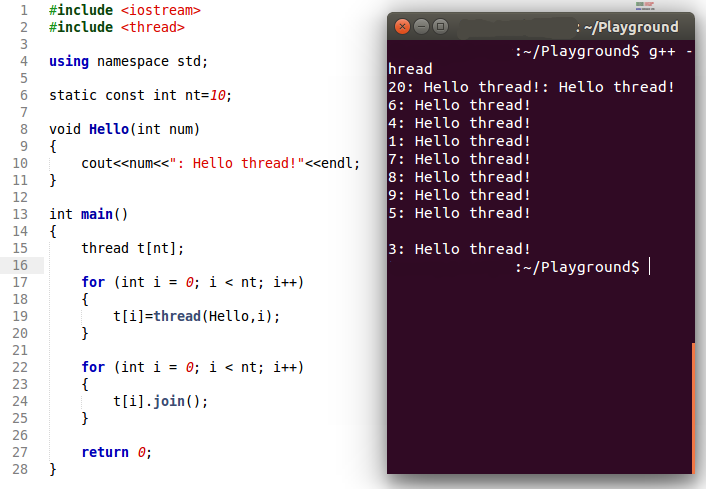 1 #include <iostream>
2 #include <thread>
3
4 using namespace std;
5
6 static const int nt=10;
7
8 void Hello(int num)
9 {
10 cout<<num<<": Hello thread!"<<endl;
11 }
12
13 int main()
14 {
15 thread t[nt];
16
17 for (int i = 0; i < nt; i++)
18 {
19 t[i]=thread(Hello,i);
20 }
21
22 for (int i = 0; i < nt; i++)
23 {
24 t[i].join();
25 }
26
27 return 0;
28 }
: ~/Playground
:~/Playground$ g++ -
hread
20: Hello thread!: Hello thread!
6: Hello thread!
4: Hello thread!
1: Hello thread!
7: Hello thread!
8: Hello thread!
9: Hello thread!
5: Hello thread!

3: Hello thread!
:~/Playground$